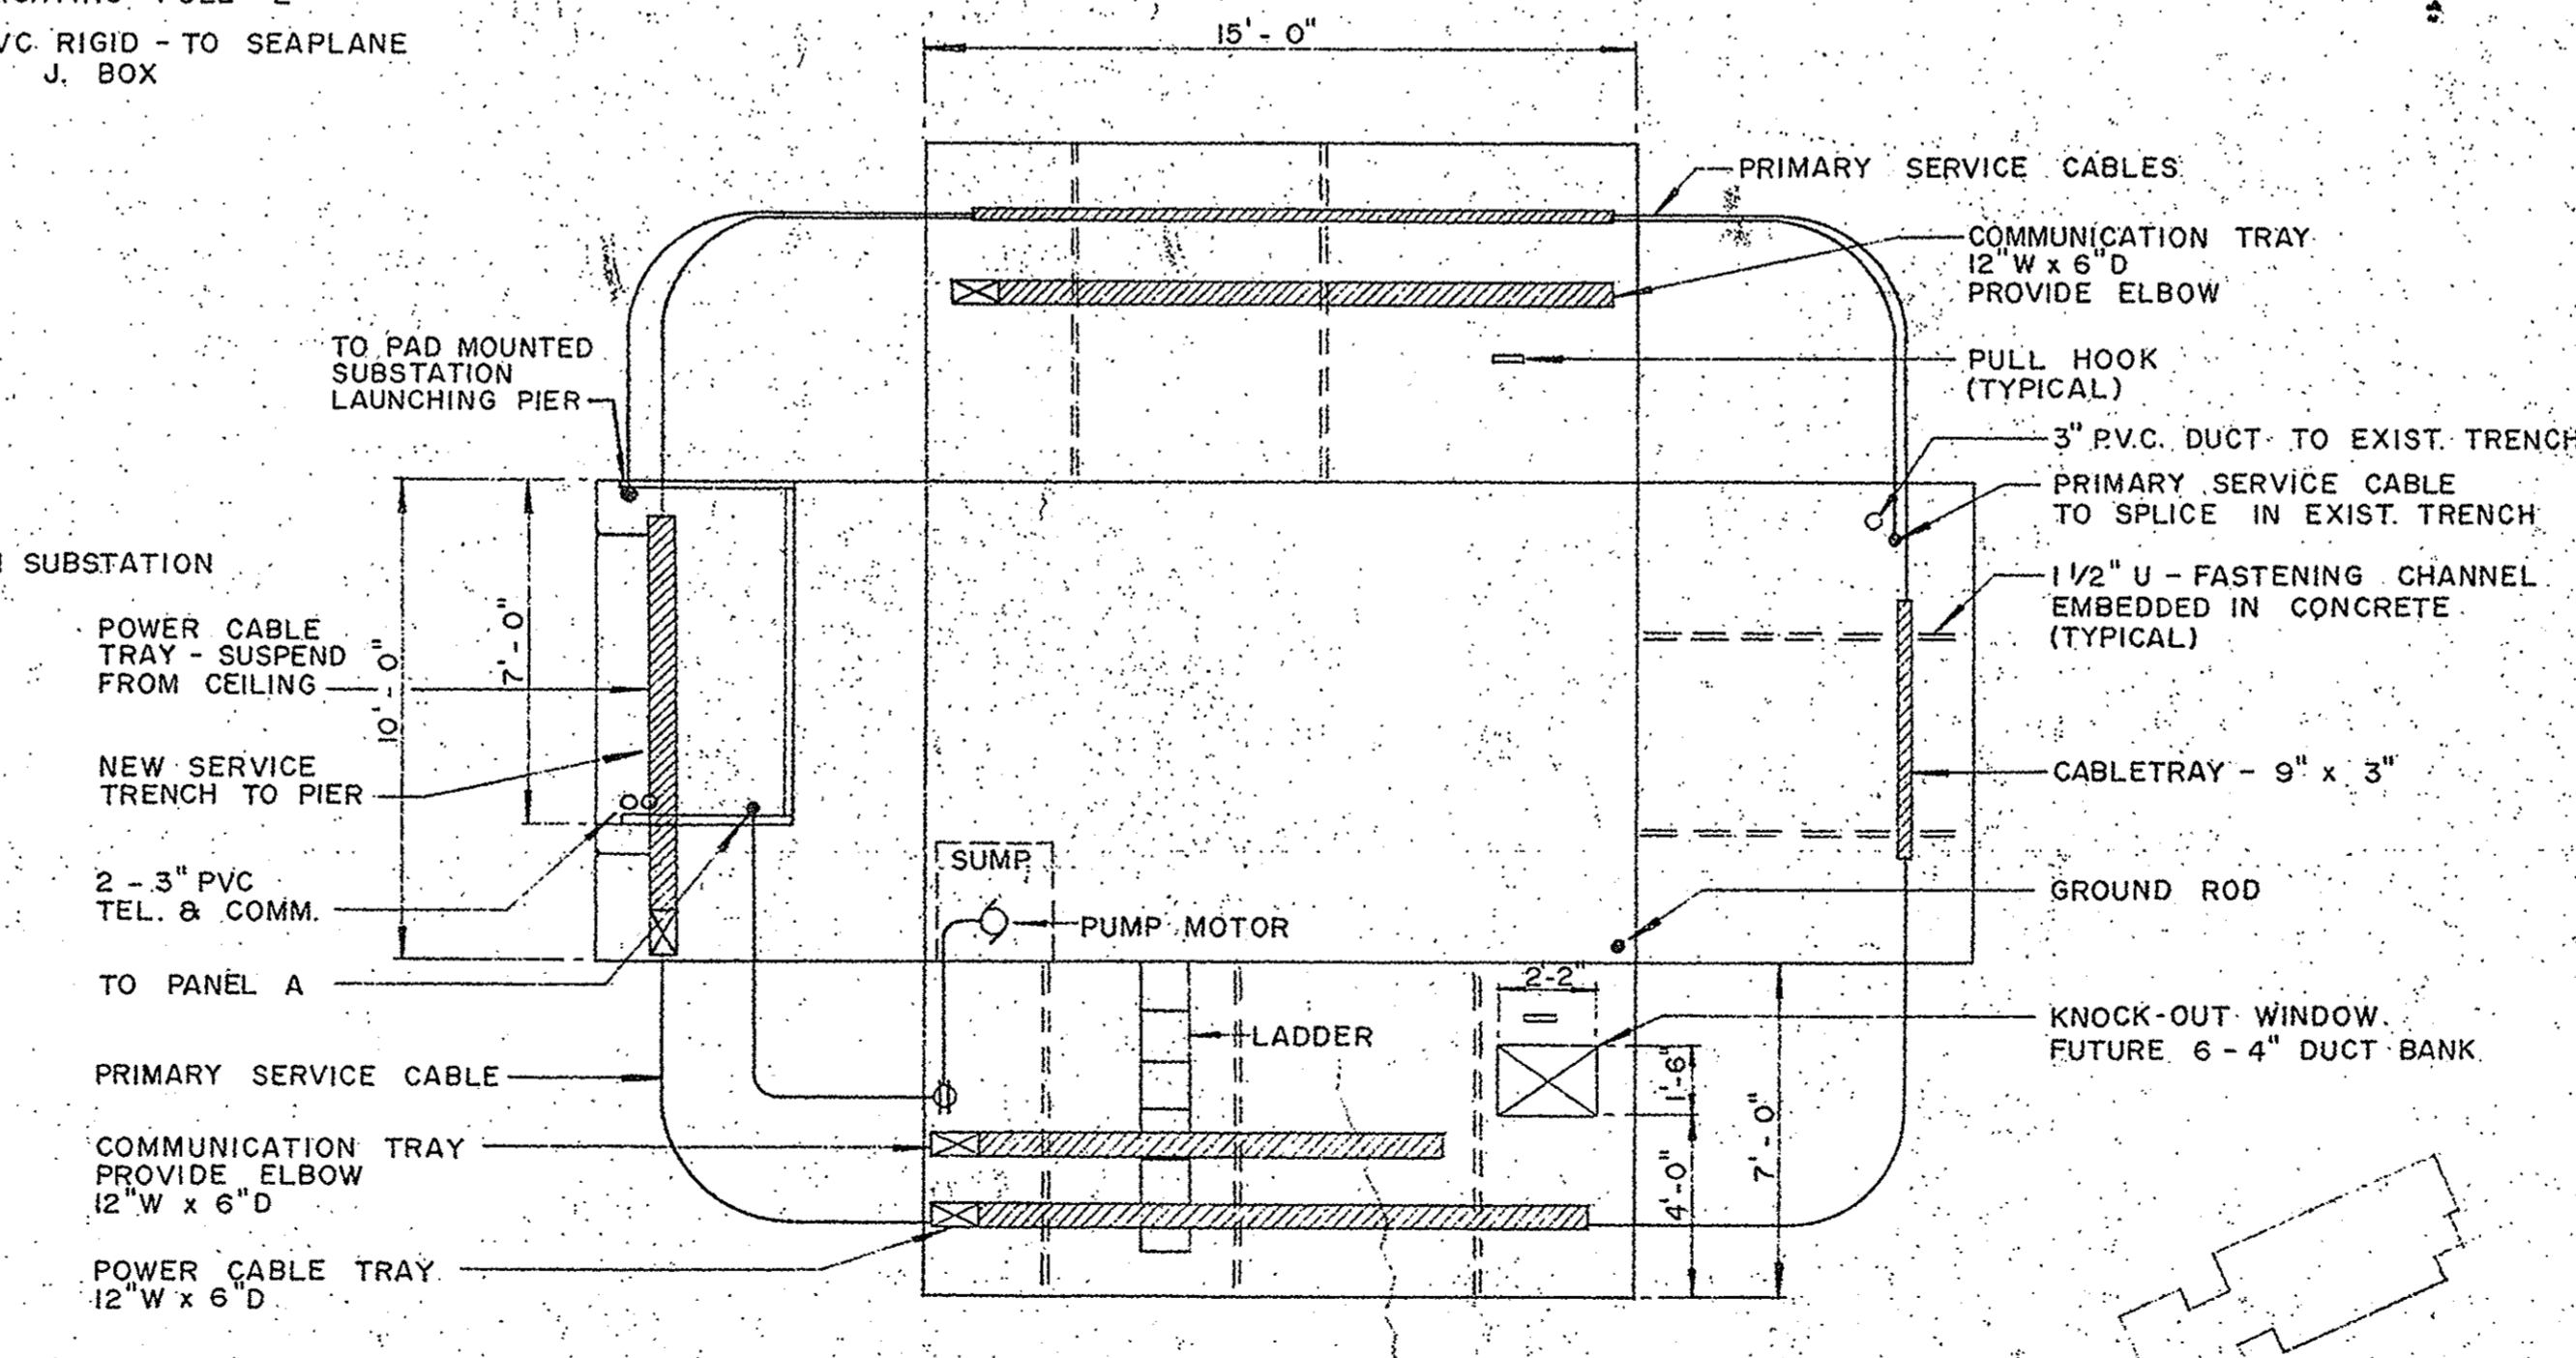 VC. RIGID - TO SEAPLANE
J. BOX
15'- 0"
PRIMARY SERVICE CABLES
COMMUNICATION TRAY
12"W x 6"D
PROVIDE ELBOW
TO PAD MOUNTED
SUBSTATION
LAUNCHING PIER
PULL HOOK
(TYPICAL)
3" P.V.C. DUCT TO EXIST. TRENCH
PRIMARY SERVICE CABLE
TO SPLICE IN EXIST. TRENCH
SUBSTATION
1 1/2" U - FASTENING CHANNEL
EMBEDDED IN CONCRETE
(TYPICAL)
POWER CABLE
TRAY - SUSPEND
FROM CEILING
10'- 0"
7'- 0"
NEW SERVICE
TRENCH TO PIER
CABLETRAY - 9" x 3"
2 - 3" PVC
TEL. & COMM.
SUMP
PUMP MOTOR
GROUND ROD
TO PANEL A
2'-2"
LADDER
KNOCK-OUT WINDOW
FUTURE 6 - 4" DUCT BANK
PRIMARY SERVICE CABLE
1'-6"
7'- 0"
4'-0"
COMMUNICATION TRAY
PROVIDE ELBOW
12"W x 6"D
POWER CABLE TRAY
12"W x 6"D